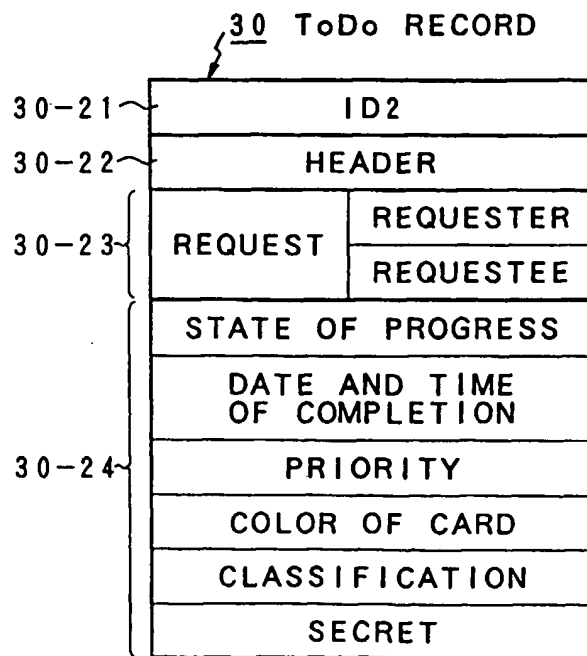 30 ToDo RECORD
30-21 ID2
30-22 HEADER
30-23 REQUEST REQUESTER
REQUESTEE
STATE OF PROGRESS
DATE AND TIME
OF COMPLETION
30-24 PRIORITY
COLOR OF CARD
CLASSIFICATION
SECRET